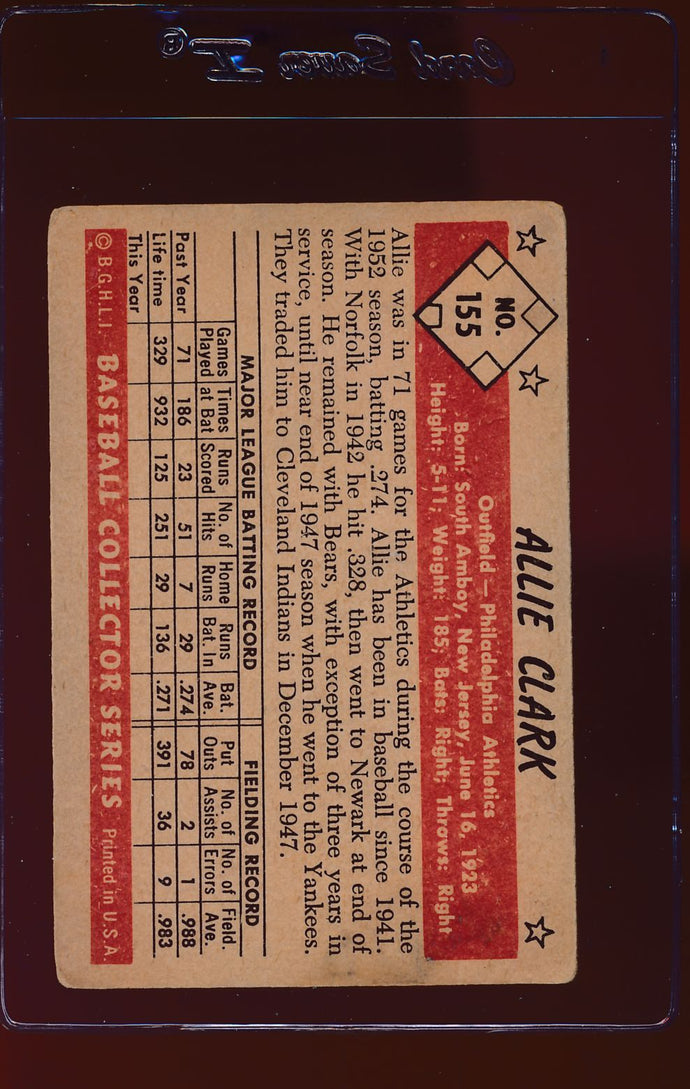 Card Saver I®
ALLIE CLARK
NO.
155
Outfield — Philadelphia Athletics
Born: South Amboy, New Jersey, June 16, 1923
Height: 5-11; Weight: 185; Bats: Right; Throws: Right
Allie was in 71 games for the Athletics during the course of the
1952 season, batting .274. Allie has been in baseball since 1941.
With Norfolk in 1942 he hit .328, then went to Newark at end of
season. He remained with Bears, with exception of three years in
service, until near end of 1947 season when he went to the Yankees.
They traded him to Cleveland Indians in December 1947.
MAJOR LEAGUE BATTING RECORD FIELDING RECORD
Games Times Runs No. of Home Runs Bat. Put No. of No. of Field.
Played at Bat Scored Hits Runs Bat. In Ave. Outs Assists Errors Ave.
Past Year 71 186 23 51 7 29 .274 78 2 1 .988
Life time 329 932 125 251 29 136 .271 391 36 9 .983
This Year
© B.G.H.L.I. BASEBALL COLLECTOR SERIES Printed in U.S.A